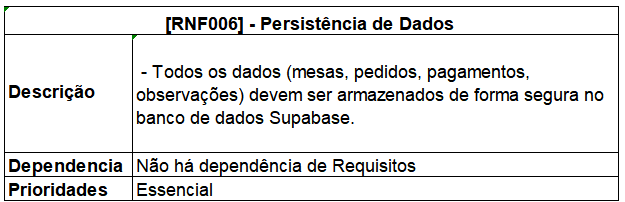 [RNF006] - Persistência de Dados
Descrição
- Todos os dados (mesas, pedidos, pagamentos,
observações) devem ser armazenados de forma segura no
banco de dados Supabase.
Dependencia Não há dependência de Requisitos
Prioridades Essencial